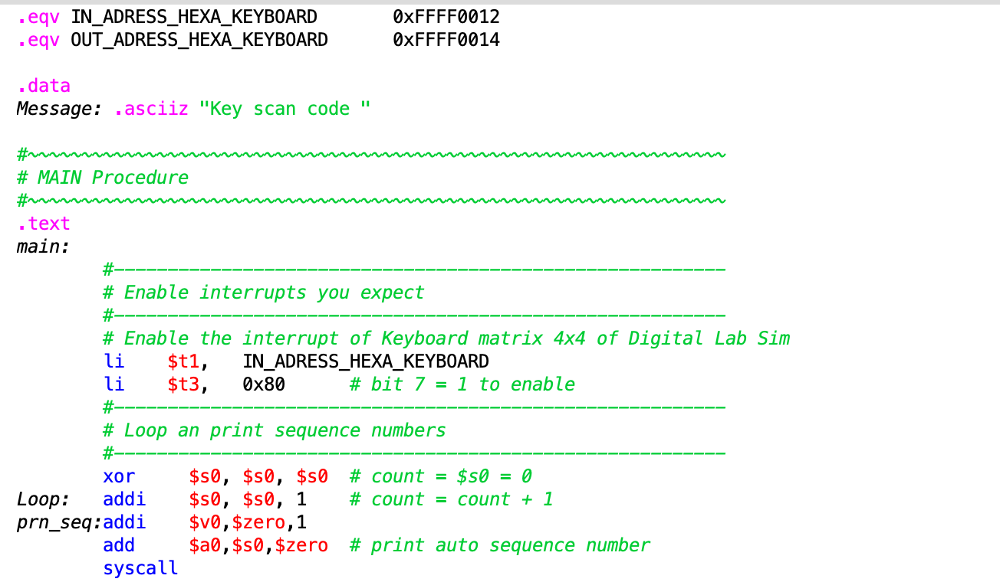 .eqv IN_ADRESS_HEXA_KEYBOARD       0xFFFF0012
.eqv OUT_ADRESS_HEXA_KEYBOARD      0xFFFF0014
.data
Message: .asciiz "Key scan code "
#~~~~~~~~~~~~~~~~~~~~~~~~~~~~~~~~~~~~~~~~~~~~~~~~~~~~~~~~~~~~~~~~~
# MAIN Procedure
#~~~~~~~~~~~~~~~~~~~~~~~~~~~~~~~~~~~~~~~~~~~~~~~~~~~~~~~~~~~~~~~~~
.text
main:
        #---------------------------------------------------------
        # Enable interrupts you expect
        #---------------------------------------------------------
        # Enable the interrupt of Keyboard matrix 4x4 of Digital Lab Sim
        li    $t1,   IN_ADRESS_HEXA_KEYBOARD
        li    $t3,   0x80      # bit 7 = 1 to enable
        #---------------------------------------------------------
        # Loop an print sequence numbers
        #---------------------------------------------------------
        xor     $s0, $s0, $s0  # count = $s0 = 0
Loop:   addi    $s0, $s0, 1    # count = count + 1
prn_seq:addi    $v0,$zero,1
        add     $a0,$s0,$zero  # print auto sequence number
        syscall